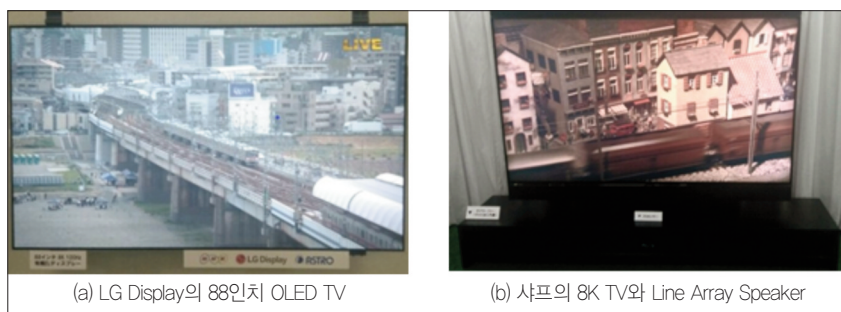 LIVE
LG Display ASTRO
(a) LG Display의 88인치 OLED TV
(b) 샤프의 8K TV와 Line Array Speaker